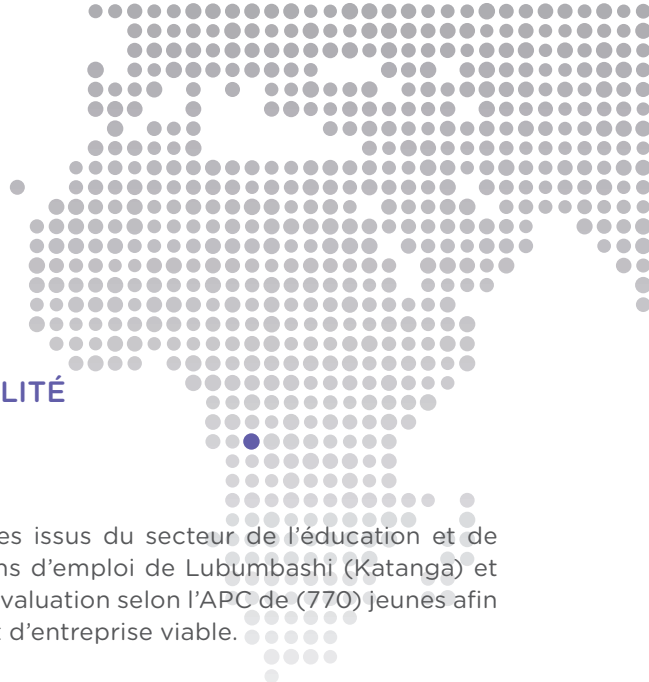 LITÉ
es issus du secteur de l’éducation et de
ns d’emploi de Lubumbashi (Katanga) et
valuation selon l’APC de (770) jeunes afin
d’entreprise viable.